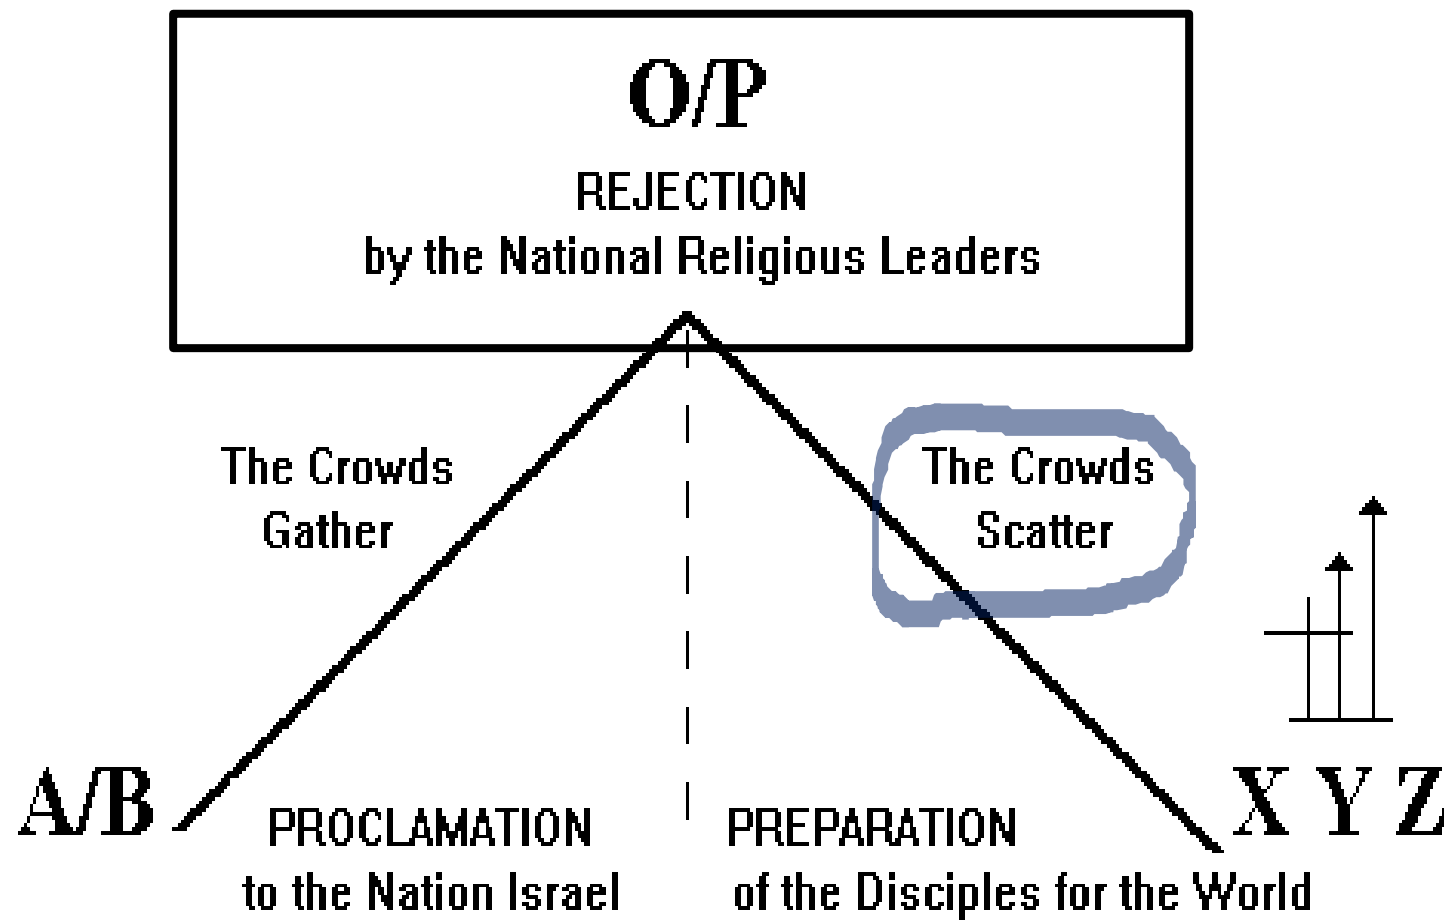 O/P
REJECTION
by the National Religious Leaders
The Crowds
Gather
The Crowds
Scatter
A/B
PROCLAMATION
to the Nation Israel
PREPARATION
of the Disciples for the World
X Y Z